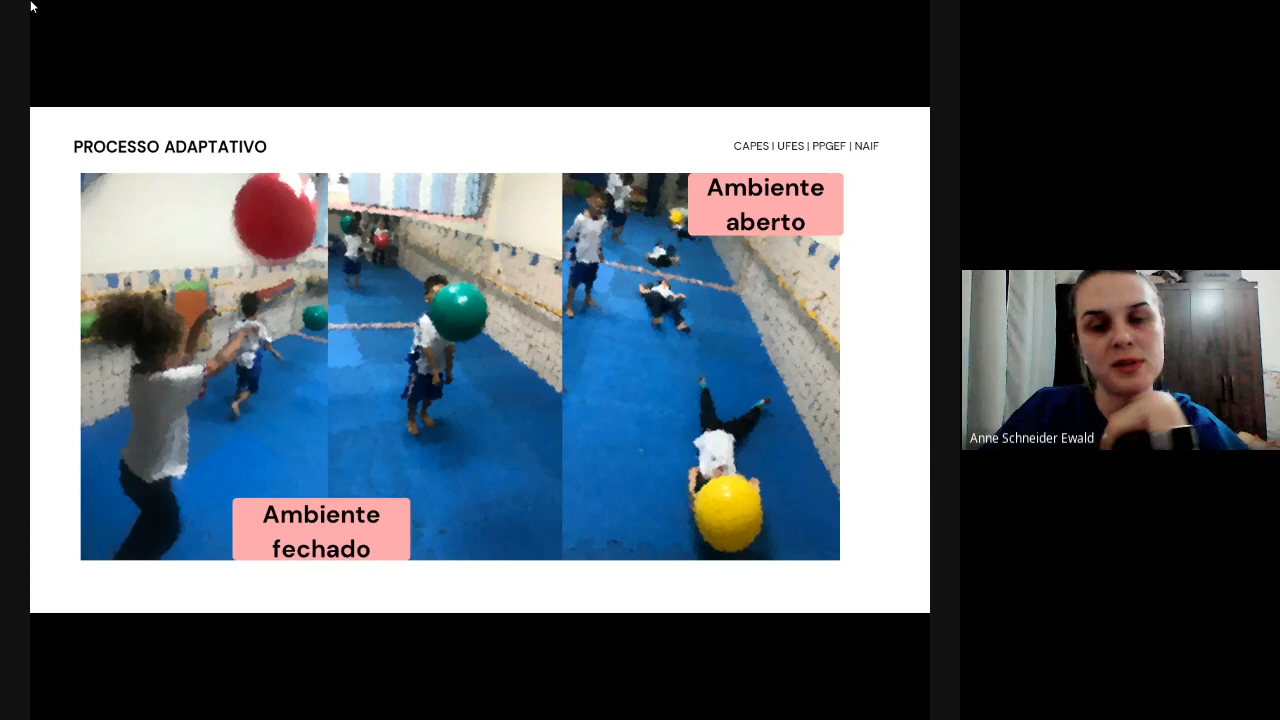 PROCESSO ADAPTATIVO
CAPES I UFES | PPGEF | NAIF
Ambiente
aberto
Ambiente
fechado
Anne Schneider Ewald